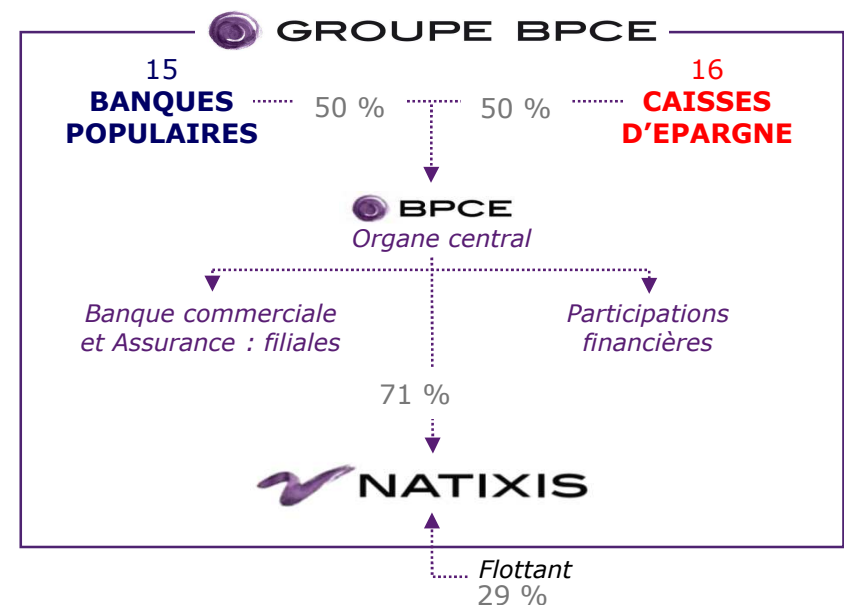 GROUPE BPCE
15
BANQUES
POPULAIRES
50 %
50 %
16
CAISSES
D'EPARGNE
BPCE
Organe central
Banque commerciale
et Assurance : filiales
Participations
financières
71 %
NATIXIS
Flottant
29 %